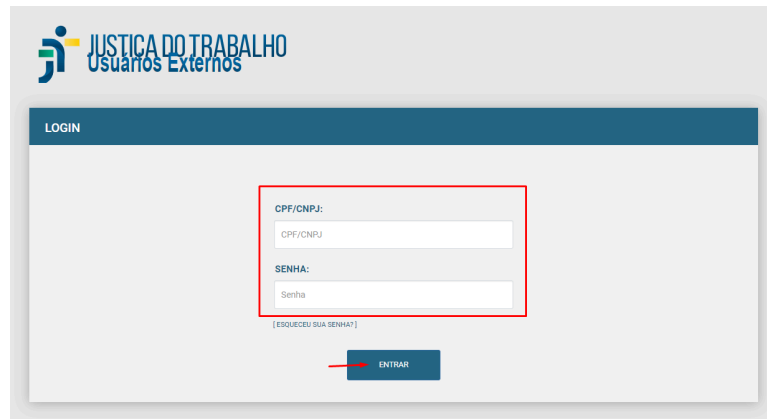 JUSTIÇA DO TRABALHO
Usuários Externos
LOGIN
CPF/CNPJ:
CPF/CNPJ
SENHA:
Senha
[ ESQUECEU SUA SENHA? ]
ENTRAR